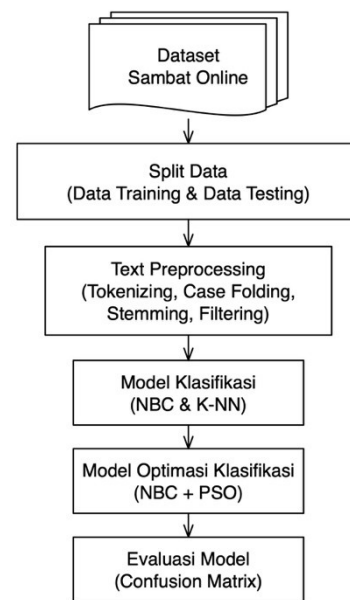 Dataset
Sambat Online
Split Data
(Data Training & Data Testing)
Text Preprocessing
(Tokenizing, Case Folding,
Stemming, Filtering)
Model Klasifikasi
(NBC & K-NN)
Model Optimasi Klasifikasi
(NBC + PSO)
Evaluasi Model
(Confusion Matrix)